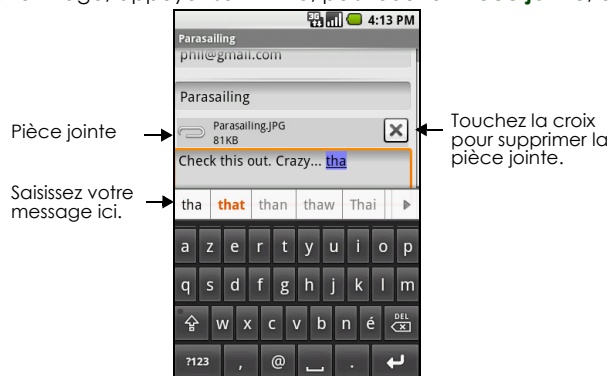 3G 4:13 PM
Parasailing
phil@gmail.com
Parasailing
Pièce jointe
Parasailing.JPG
81KB
Touchez la croix
pour supprimer la
pièce jointe.
Check this out. Crazy... tha
Saisissez votre
message ici.
tha that than thaw Thai
a z e r t y u i o p
q s d f g h j k l m
w x c v b n é DEL
?123 , @ .